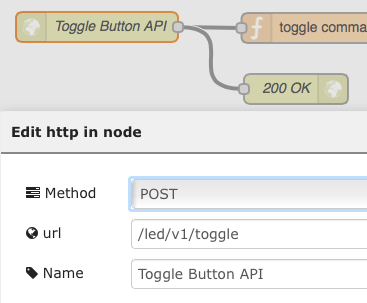 Toggle Button API
toggle comma
200 OK
Edit http in node
Method
POST
url
/led/v1/toggle
Name
Toggle Button API